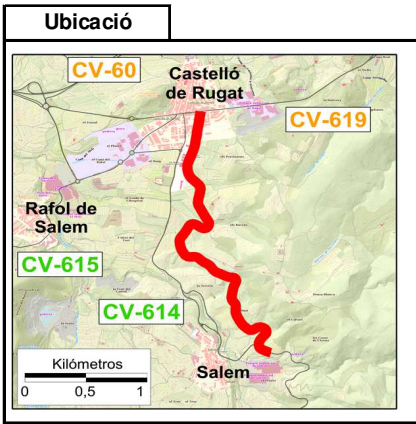 Ubicació
CV-60
Castelló
de Rugat
CV-619
Rafol de
Salem
CV-615
CV-614
Kilómetros
0 0,5 1
Salem